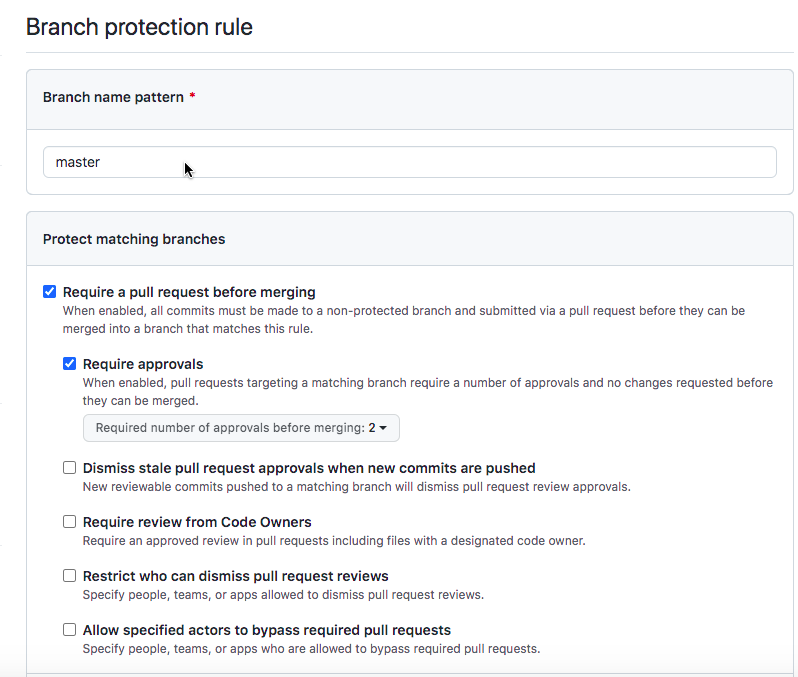 Branch protection rule
Branch name pattern *
master
Protect matching branches
Require a pull request before merging
When enabled, all commits must be made to a non-protected branch and submitted via a pull request before they can be
merged into a branch that matches this rule.
Require approvals
When enabled, pull requests targeting a matching branch require a number of approvals and no changes requested before
they can be merged.
Required number of approvals before merging: 2
Dismiss stale pull request approvals when new commits are pushed
New reviewable commits pushed to a matching branch will dismiss pull request review approvals.
Require review from Code Owners
Require an approved review in pull requests including files with a designated code owner.
Restrict who can dismiss pull request reviews
Specify people, teams, or apps allowed to dismiss pull request reviews.
Allow specified actors to bypass required pull requests
Specify people, teams, or apps who are allowed to bypass required pull requests.